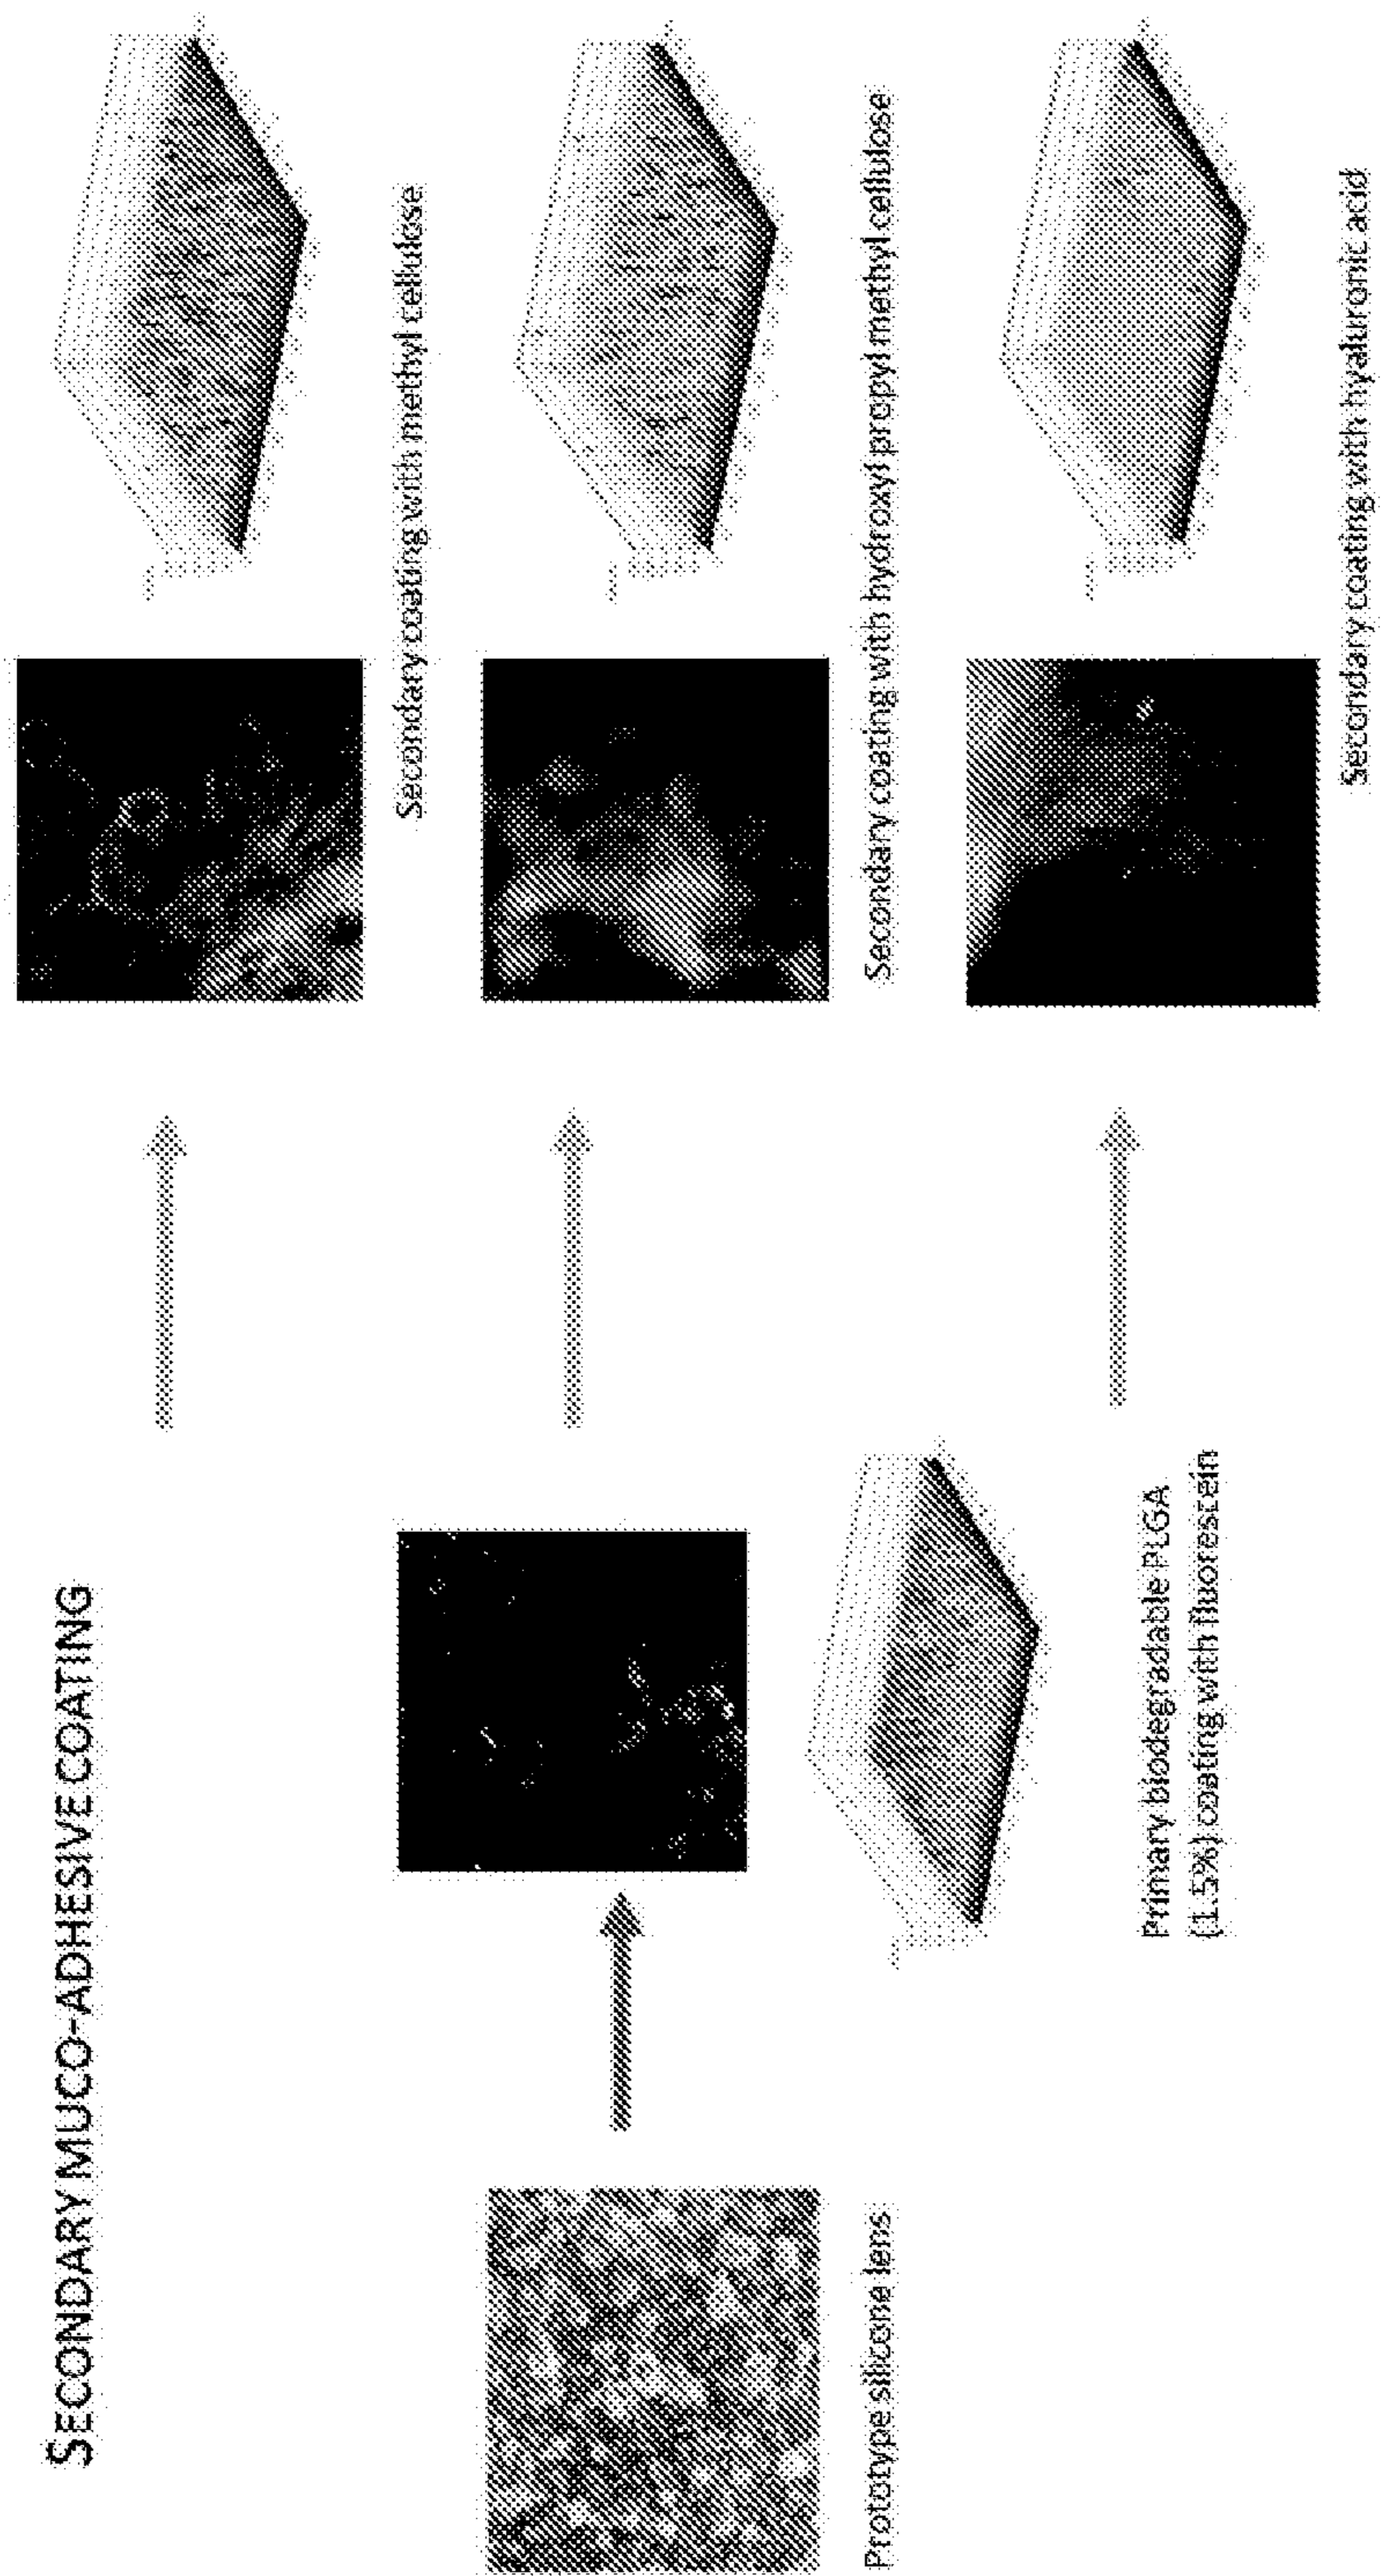 SECONDARY MUCO-ADHESIVE COATING
Prototype silicone lens
Primary biodegradable PLGA
(1.5%) coating with fluorescein
Secondary coating with methyl cellulose
Secondary coating with hydroxyl propyl methyl cellulose
Secondary coating with hyaluronic acid